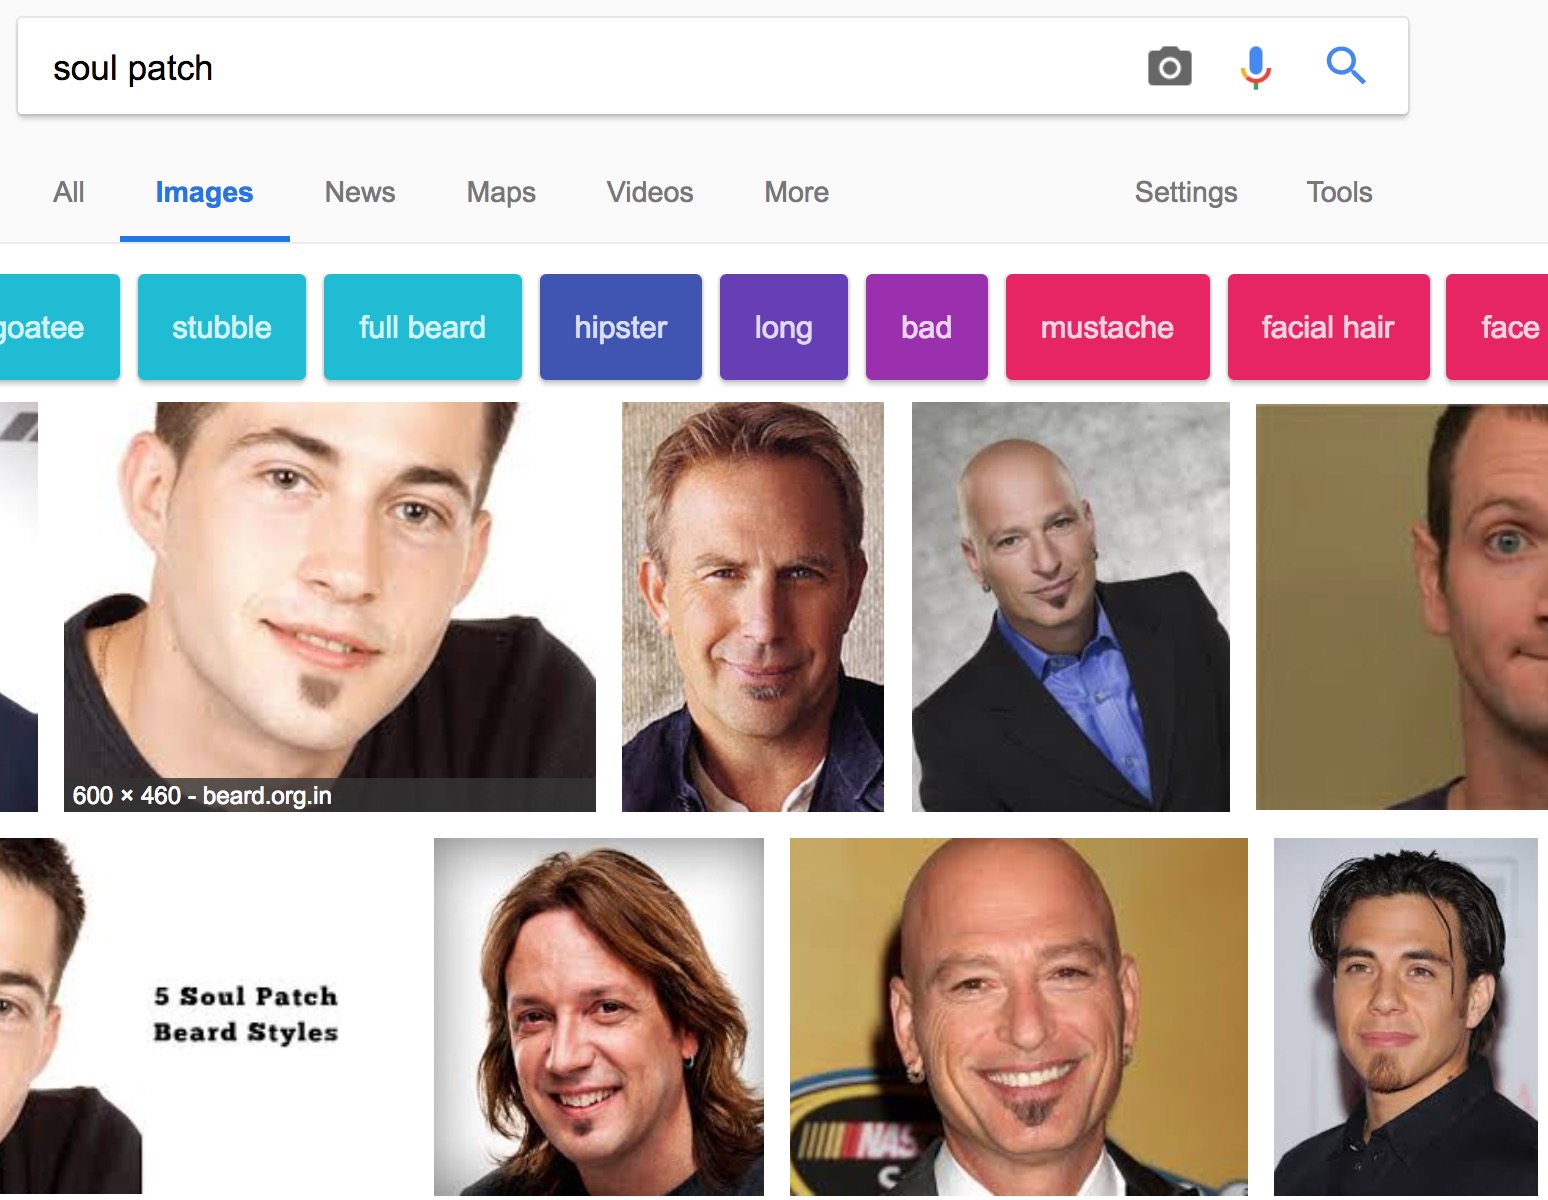 soul patch
All Images News Maps Videos More Settings Tools
goatee stubble full beard hipster long bad mustache facial hair face
600 × 460 - beard.org.in
5 Soul Patch
Beard Styles
NAS